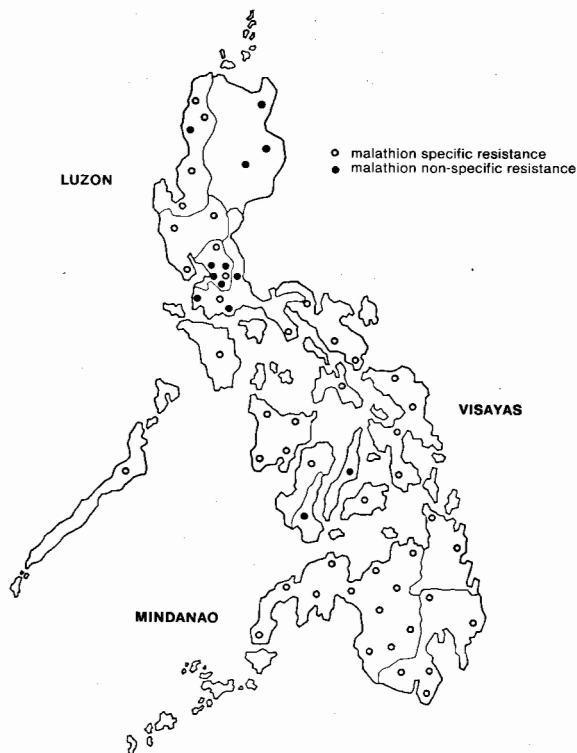 ○ malathion specific resistance
● malathion non-specific resistance
LUZON
VISAYAS
MINDANAO